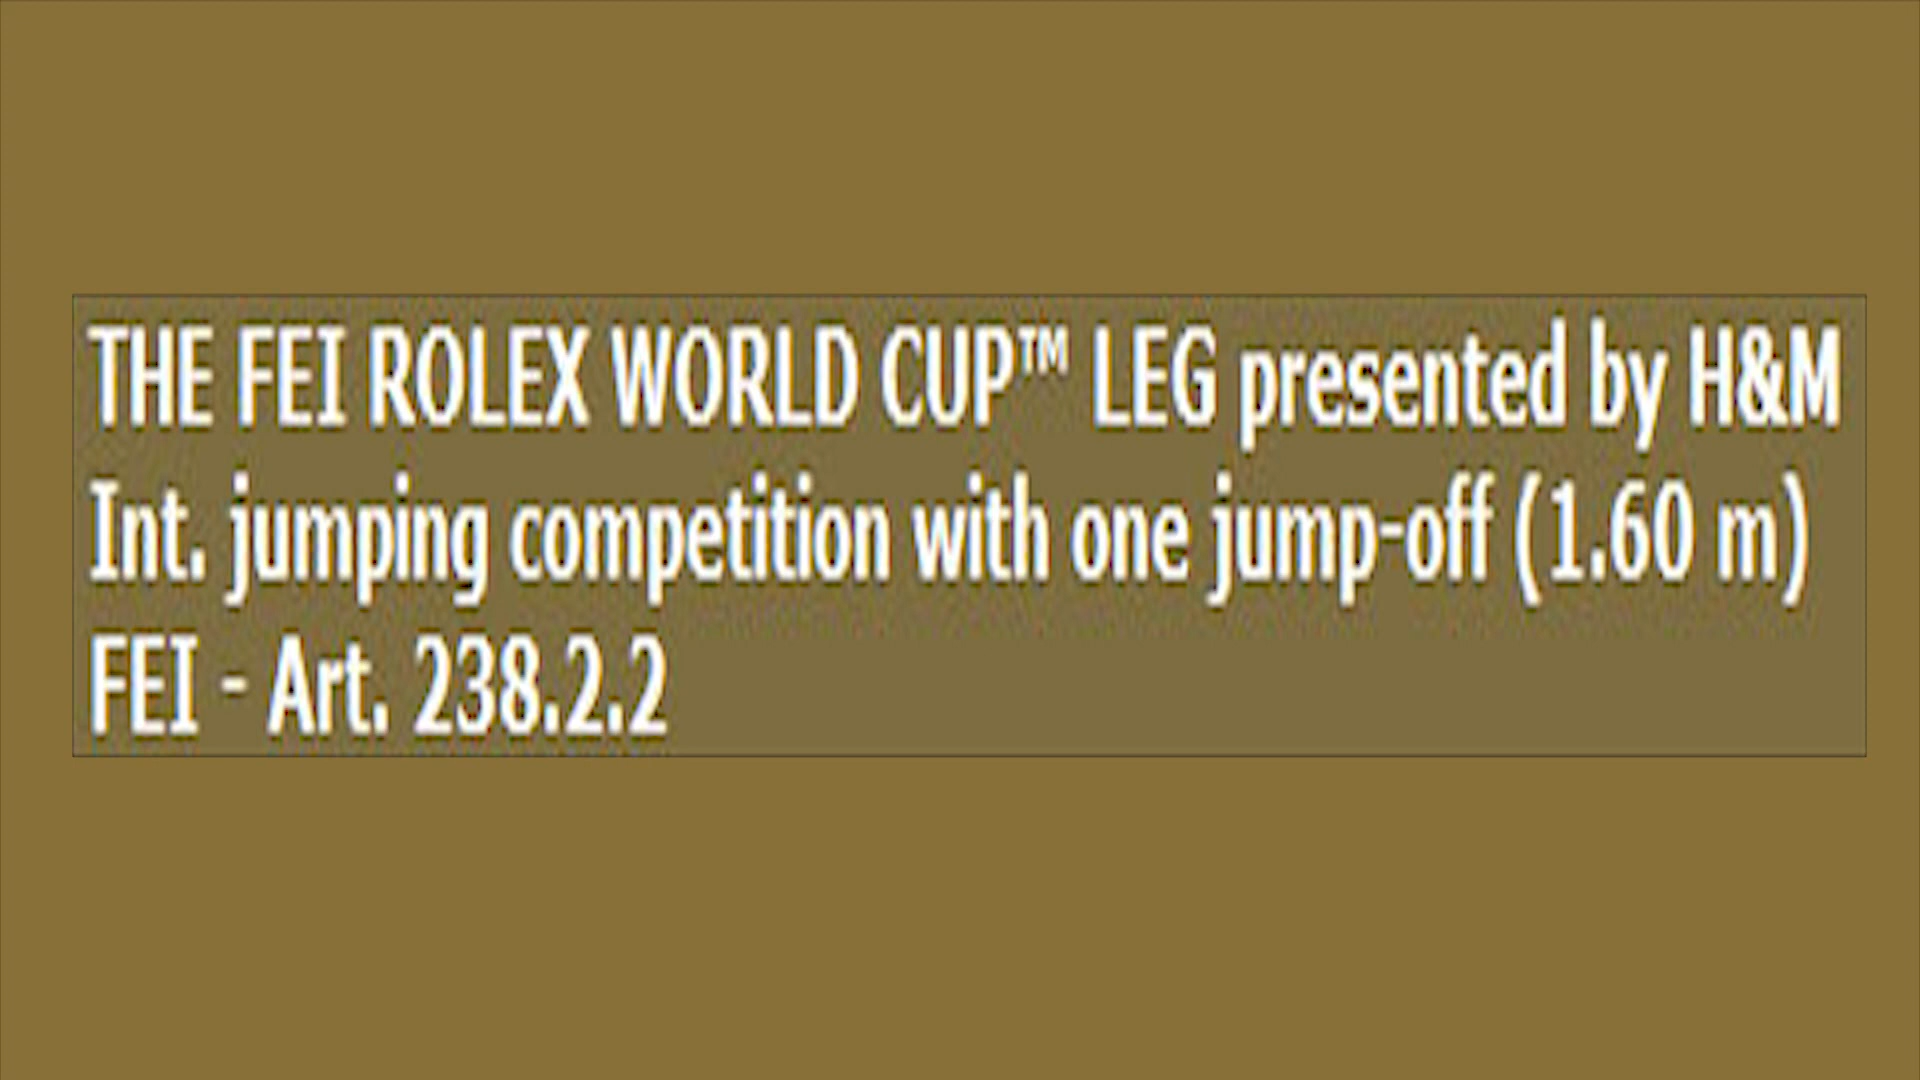 THE FEI ROLEX WORLD CUP™ LEG presented by H&M
Int. jumping competition with one jump-off (1.60 m)
FEI - Art. 238.2.2